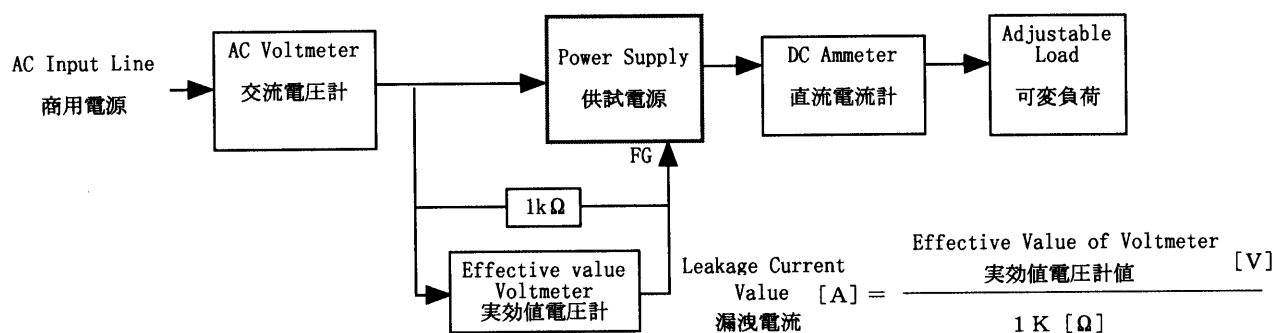 AC Input Line
商用電源
AC Voltmeter
交流電圧計
Power Supply
供試電源
DC Ammeter
直流電流計
Adjustable
Load
可変負荷
FG
1kΩ
Effective value
Voltmeter
実効値電圧計
Leakage Current
Value [A] =
漏洩電流
Effective Value of Voltmeter
実効値電圧計値
[V]
1 K [Ω]